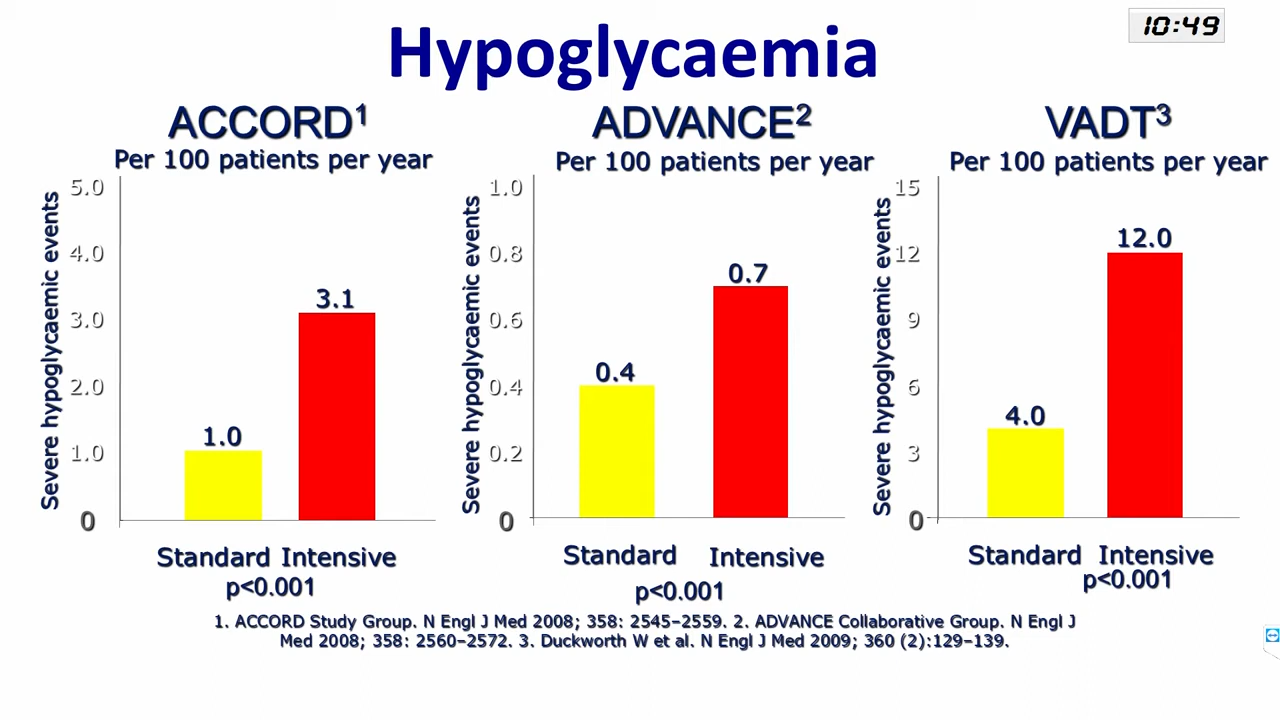 Hypoglycaemia
10:49
ACCORD1
Per 100 patients per year
Severe hypoglycaemic events
5.0
4.0
3.0
2.0
1.0
0
1.0
3.1
Standard Intensive
p<0.001
ADVANCE2
Per 100 patients per year
Severe hypoglycaemic events
1.0
0.8
0.6
0.4
0.2
0
0.4
0.7
Standard Intensive
p<0.001
VADT3
Per 100 patients per year
Severe hypoglycaemic events
15
12
9
6
3
0
4.0
12.0
Standard Intensive
p<0.001
1. ACCORD Study Group. N Engl J Med 2008; 358: 2545–2559. 2. ADVANCE Collaborative Group. N Engl J
Med 2008; 358: 2560–2572. 3. Duckworth W et al. N Engl J Med 2009; 360 (2):129–139.